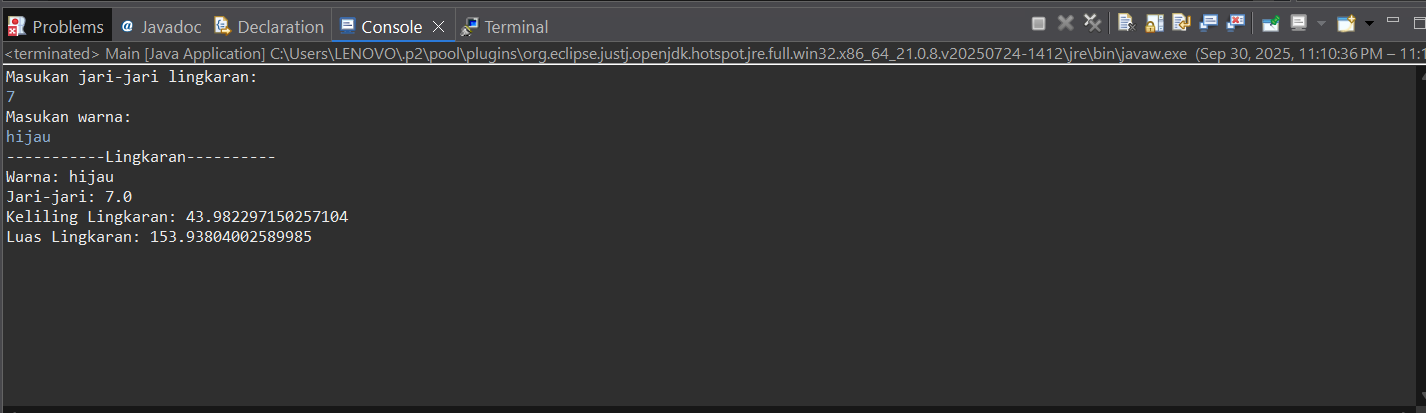 Problems @ Javadoc Declaration Console Terminal
<terminated> Main [Java Application] C:\Users\LENOVO\.p2\pool\plugins\org.eclipse.justj.openjdk.hotspot.jre.full.win32.x86_64_21.0.8.v20250724-1412\jre\bin\javaw.exe (Sep 30, 2025, 11:10:36 PM – 11:1
Masukan jari-jari lingkaran:
7
Masukan warna:
hijau
-----------Lingkaran----------
Warna: hijau
Jari-jari: 7.0
Keliling Lingkaran: 43.982297150257104
Luas Lingkaran: 153.93804002589985